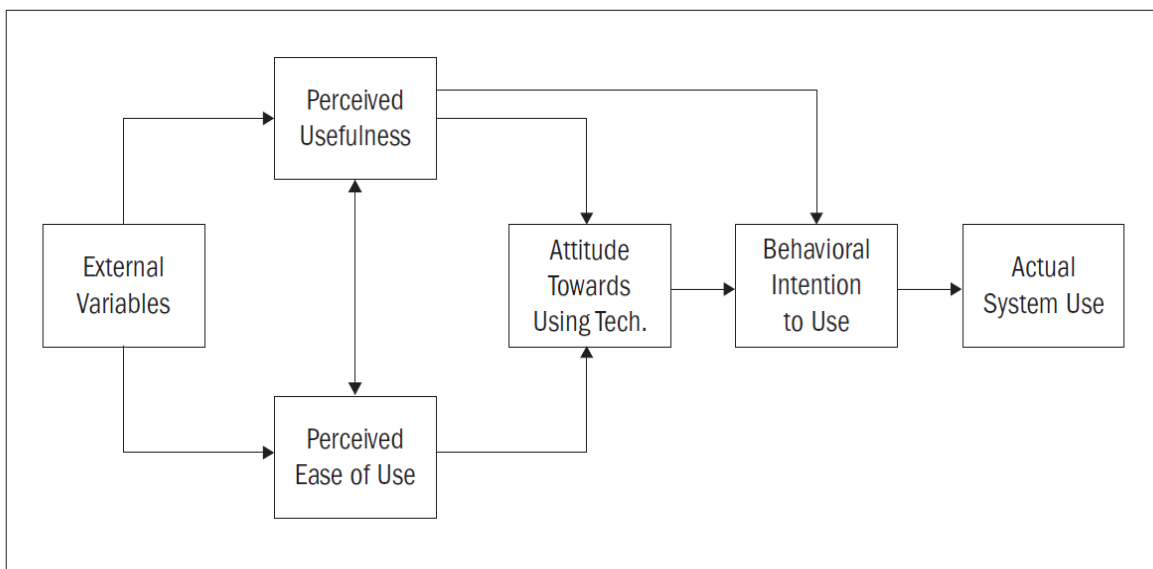 Perceived
Usefulness
External
Variables
Attitude
Towards
Using Tech.
Behavioral
Intention
to Use
Actual
System Use
Perceived
Ease of Use